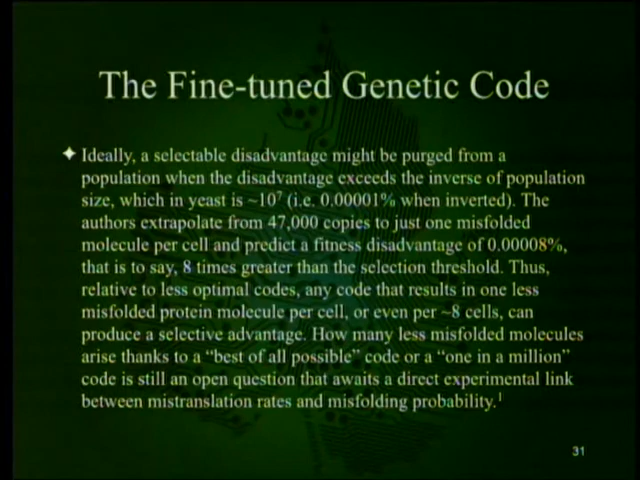 The Fine-tuned Genetic Code
✦ Ideally, a selectable disadvantage might be purged from a
population when the disadvantage exceeds the inverse of population
size, which in yeast is ~10⁷ (i.e. 0.00001% when inverted). The
authors extrapolate from 47,000 copies to just one misfolded
molecule per cell and predict a fitness disadvantage of 0.00008%,
that is to say, 8 times greater than the selection threshold. Thus,
relative to less optimal codes, any code that results in one less
misfolded protein molecule per cell, or even per ~8 cells, can
produce a selective advantage. How many less misfolded molecules
arise thanks to a “best of all possible” code or a “one in a million”
code is still an open question that awaits a direct experimental link
between mistranslation rates and misfolding probability.¹
31